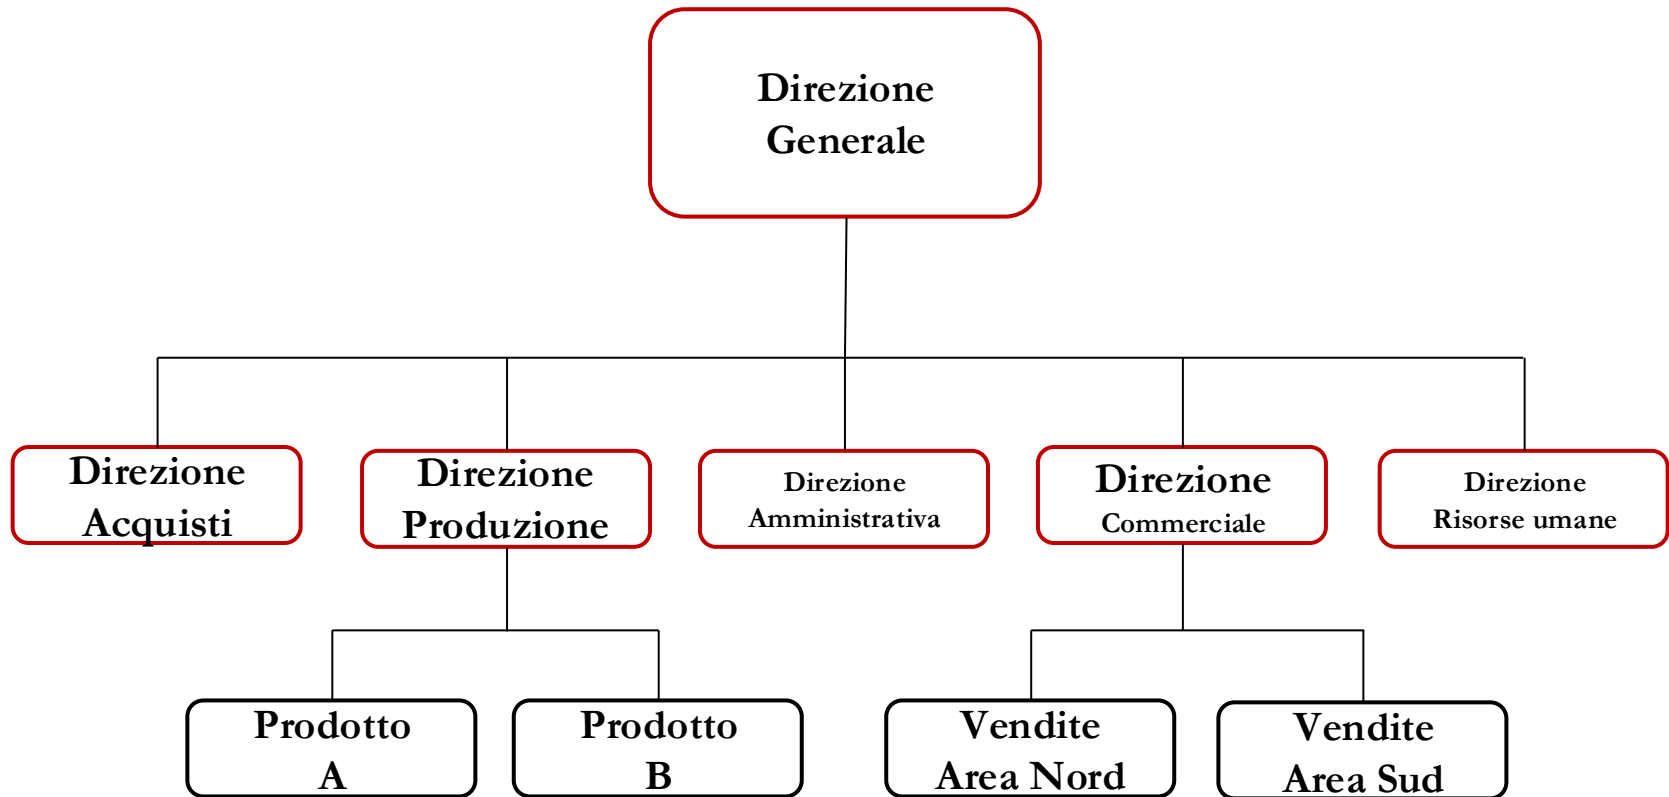 Direzione
Generale
Direzione
Acquisti
Direzione
Produzione
Direzione
Amministrativa
Direzione
Commerciale
Direzione
Risorse umane
Prodotto
A
Prodotto
B
Vendite
Area Nord
Vendite
Area Sud